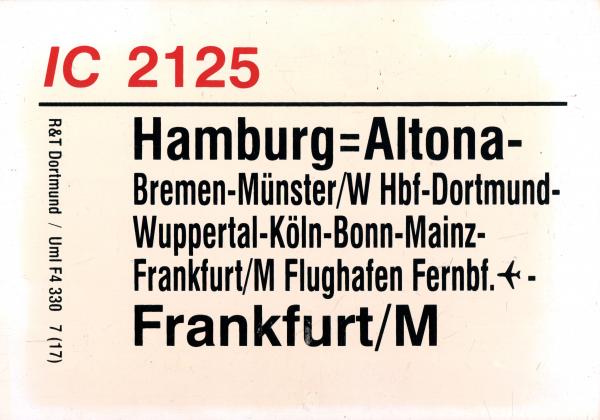 IC 2125
Hamburg=Altona-
Bremen-Münster/W Hbf-Dortmund-
Wuppertal-Köln-Bonn-Mainz-
Frankfurt/M Flughafen Fernbf.✈-
Frankfurt/M
R&T Dortmund / Uml F4 330 7 (17)